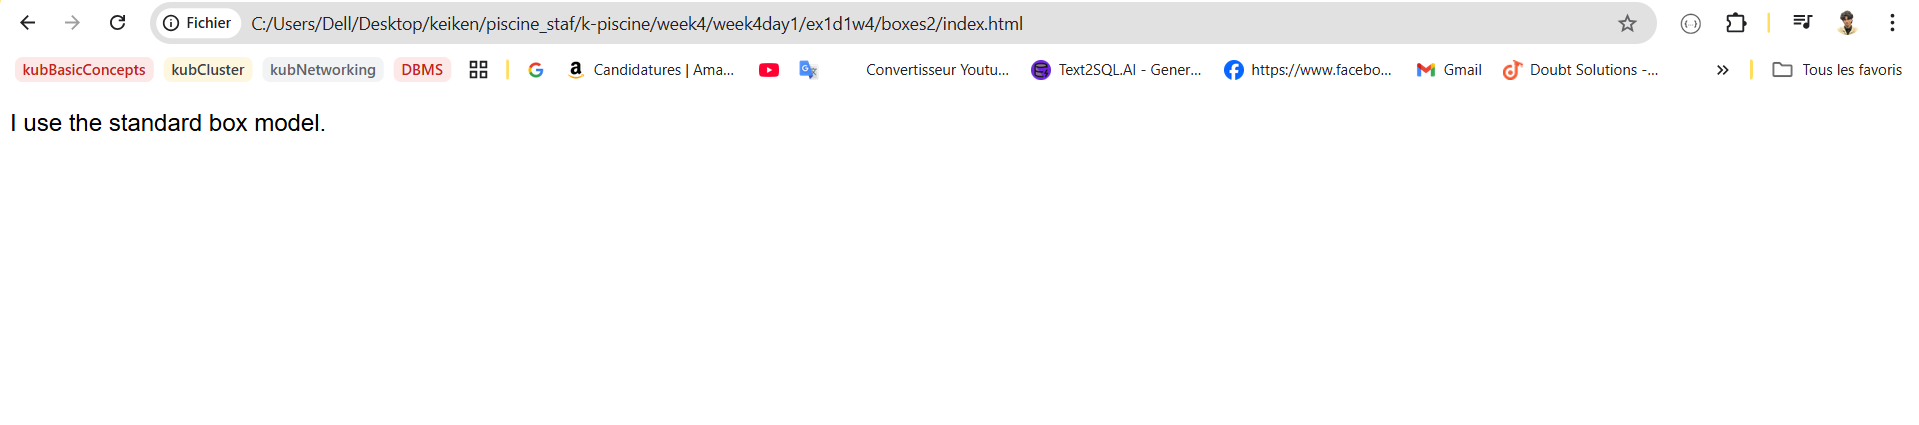 Fichier C:/Users/Dell/Desktop/keiken/piscine_staf/k-piscine/week4/week4day1/ex1d1w4/boxes2/index.html
kubBasicConcepts kubCluster kubNetworking DBMS Candidatures | Ama... Convertisseur Youtu... Text2SQL.AI - Gener... https://www.facebo... Gmail Doubt Solutions -... » Tous les favoris
I use the standard box model.